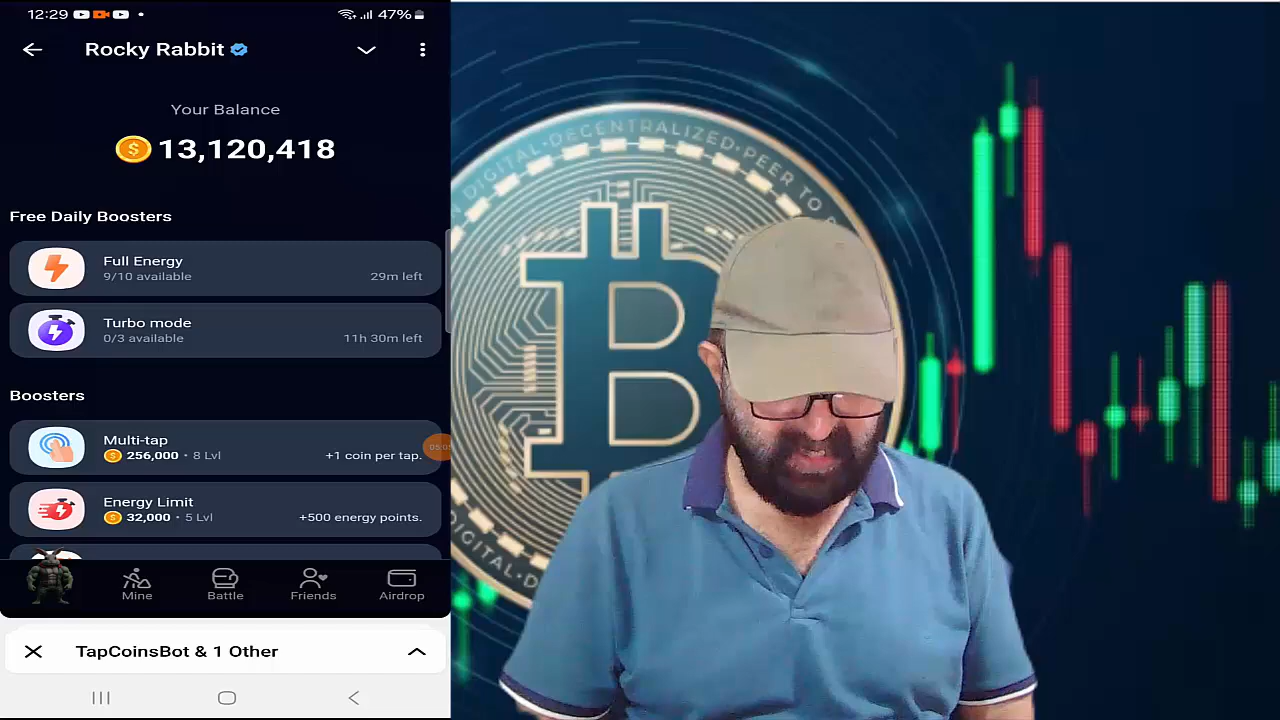 12:29
47%
Rocky Rabbit
Your Balance
13,120,418
Free Daily Boosters
Full Energy
9/10 available
29m left
Turbo mode
0/3 available
11h 30m left
Boosters
Multi-tap
256,000 • 8 Lvl
+1 coin per tap.
Energy Limit
32,000 • 5 Lvl
+500 energy points.
Mine
Battle
Friends
Airdrop
TapCoinsBot & 1 Other
DIGITAL • DECENTRALIZED • PEER TO
DIGITAL